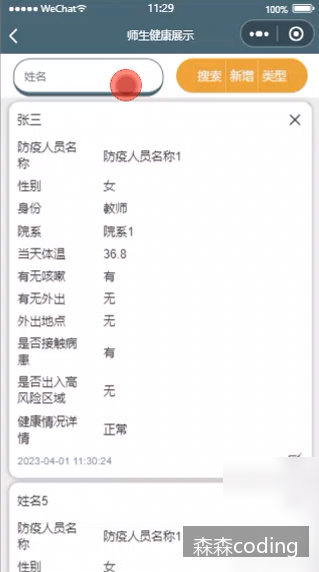 WeChat
11:29
100%
师生健康展示
姓名
搜索 新增 类型
张三
防疫人员名称 防疫人员名称1
性别 女
身份 教师
院系 院系1
当天体温 36.8
有无咳嗽 有
有无外出 无
外出地点 无
是否接触病患 有
是否出入高风险区域 无
健康情况详情 正常
2023-04-01 11:30:24
姓名5
防疫人员名称 防疫人员名称1
性别 女
森森coding